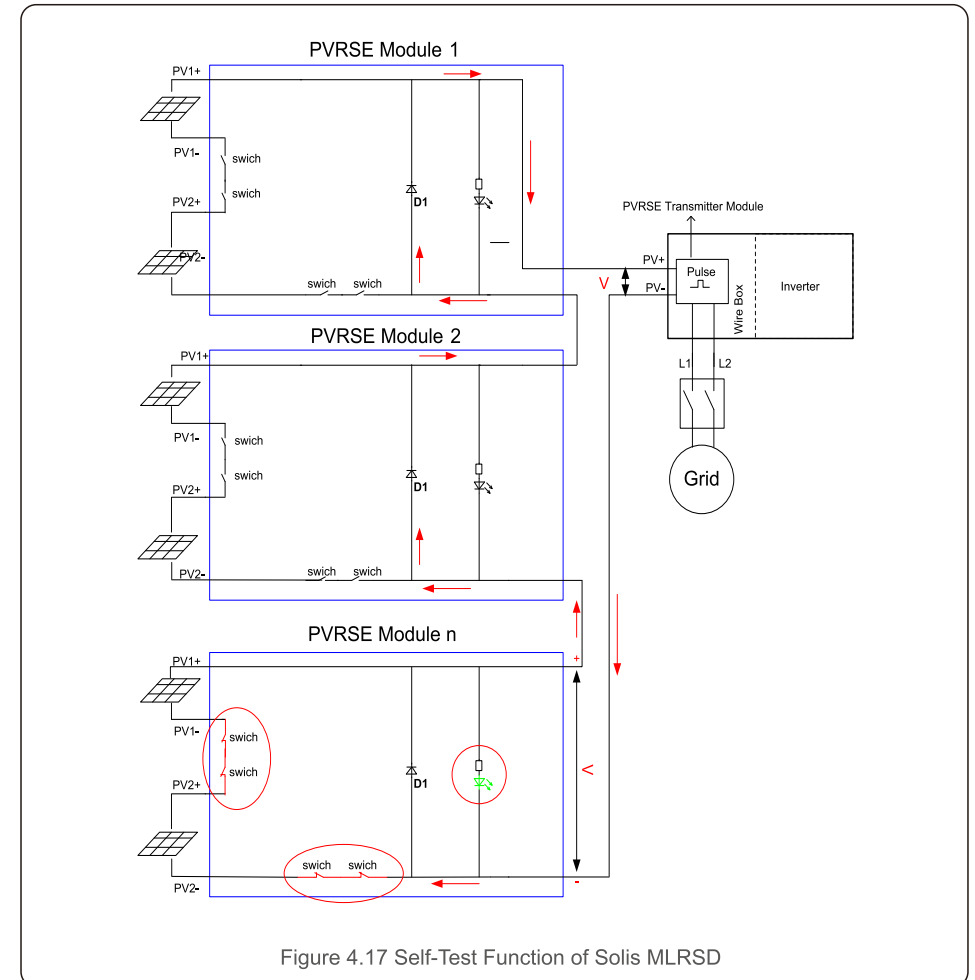 PVRSE Module 1
PV1+
PV1-
swich
swich
PV2+
PV2-
D1
swich swich
PVRSE Transmitter Module
PV+
PV-
V
Pulse
Wire Box
Inverter
L1
L2
Grid
PVRSE Module 2
PV1+
PV1-
swich
swich
PV2+
PV2-
D1
swich swich
PVRSE Module n
PV1+
+
PV1-
swich
swich
PV2+
D1
V
swich swich
PV2-
-
Figure 4.17 Self-Test Function of Solis MLRSD